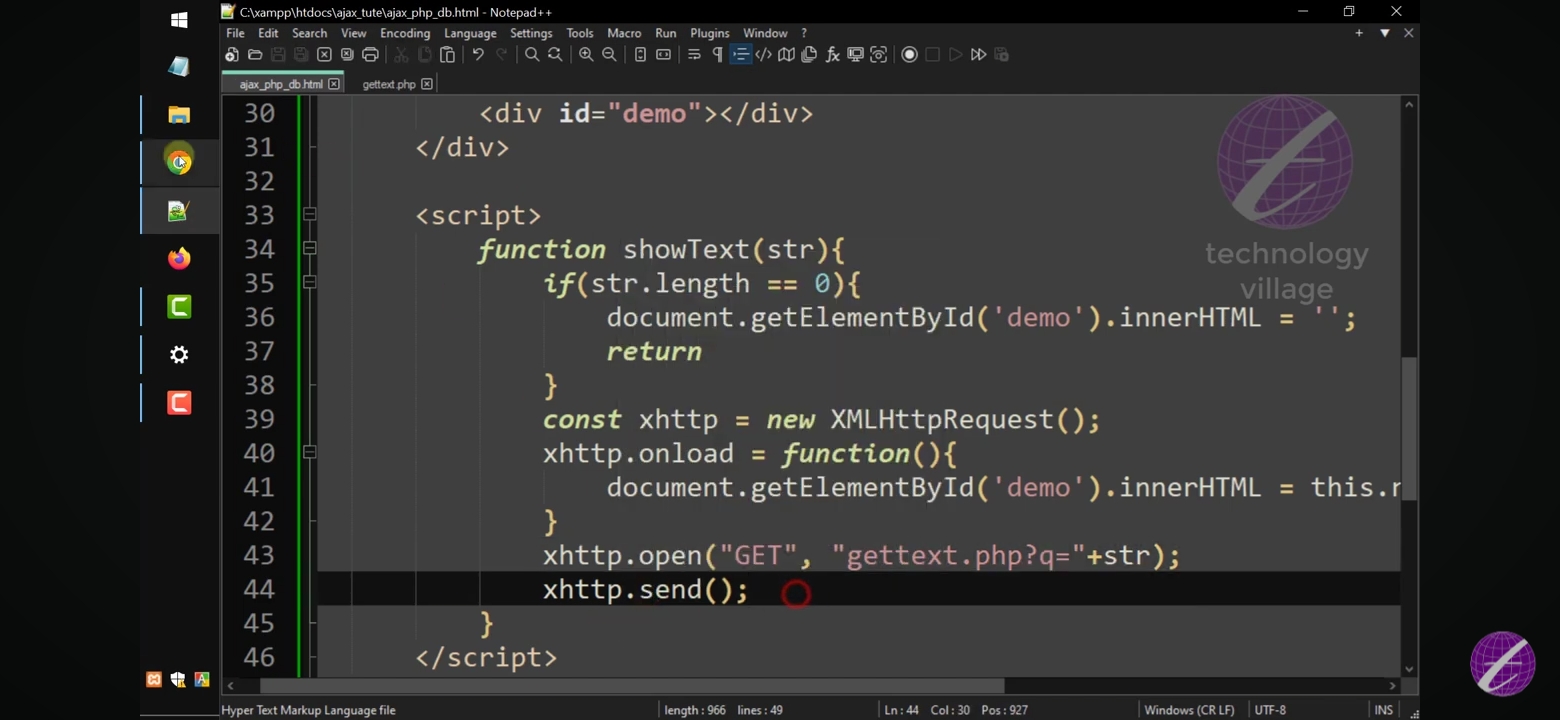 C:\xampp\htdocs\ajax_tute\ajax_php_db.html - Notepad++
File Edit Search View Encoding Language Settings Tools Macro Run Plugins Window ?
ajax_php_db.html gettext.php
30 <div id="demo"></div>
31 </div>
32
33 <script>
34 function showText(str){
35 if(str.length == 0){
36 document.getElementById('demo').innerHTML = '';
37 return
38 }
39 const xhttp = new XMLHttpRequest();
40 xhttp.onload = function(){
41 document.getElementById('demo').innerHTML = this.r
42 }
43 xhttp.open("GET", "gettext.php?q="+str);
44 xhttp.send();
45 }
46 </script>
technology
village
Hyper Text Markup Language file length : 966 lines : 49 Ln : 44 Col : 30 Pos : 927 Windows (CR LF) UTF-8 INS